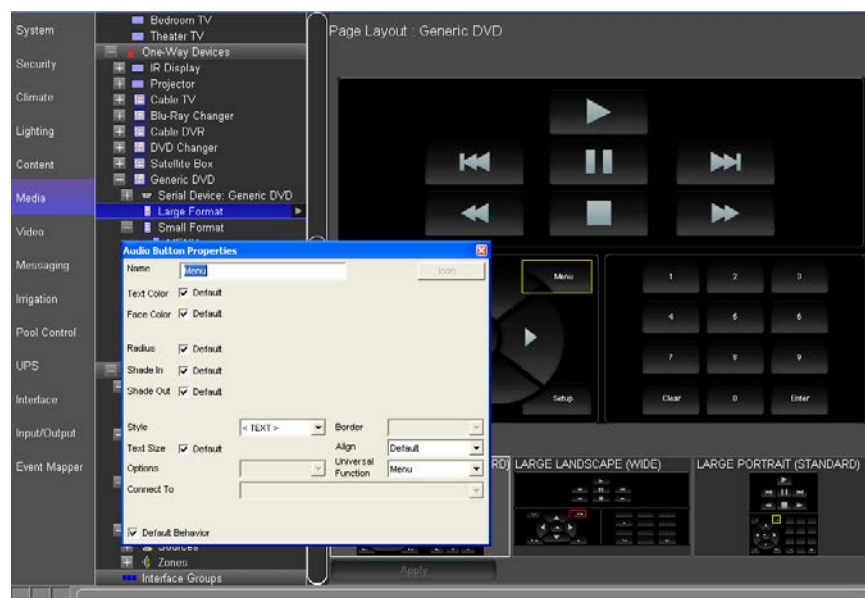 System
Security
Climate
Lighting
Content
Media
Video
Messaging
Irrigation
Pool Control
UPS
Interface
Input/Output
Event Mapper
Bedroom TV
Theater TV
One-Way Devices
IR Display
Projector
Cable TV
Blu-Ray Changer
Cable DVR
DVD Changer
Satellite Box
Generic DVD
Serial Device: Generic DVD
Large Format
Small Format
Zones
Interface Groups
Page Layout : Generic DVD
Menu
Setup
1 2 3
4 5 6
7 8 9
Clear 0 Enter
LARGE LANDSCAPE (WIDE)
LARGE PORTRAIT (STANDARD)
Apply
Audio Button Properties
Name Menu Icon
Text Color Default
Face Color Default
Radius Default
Shade In Default
Shade Out Default
Style < TEXT > Border
Text Size Default Align Default
Options Universal Function Menu
Connect To
Default Behavior